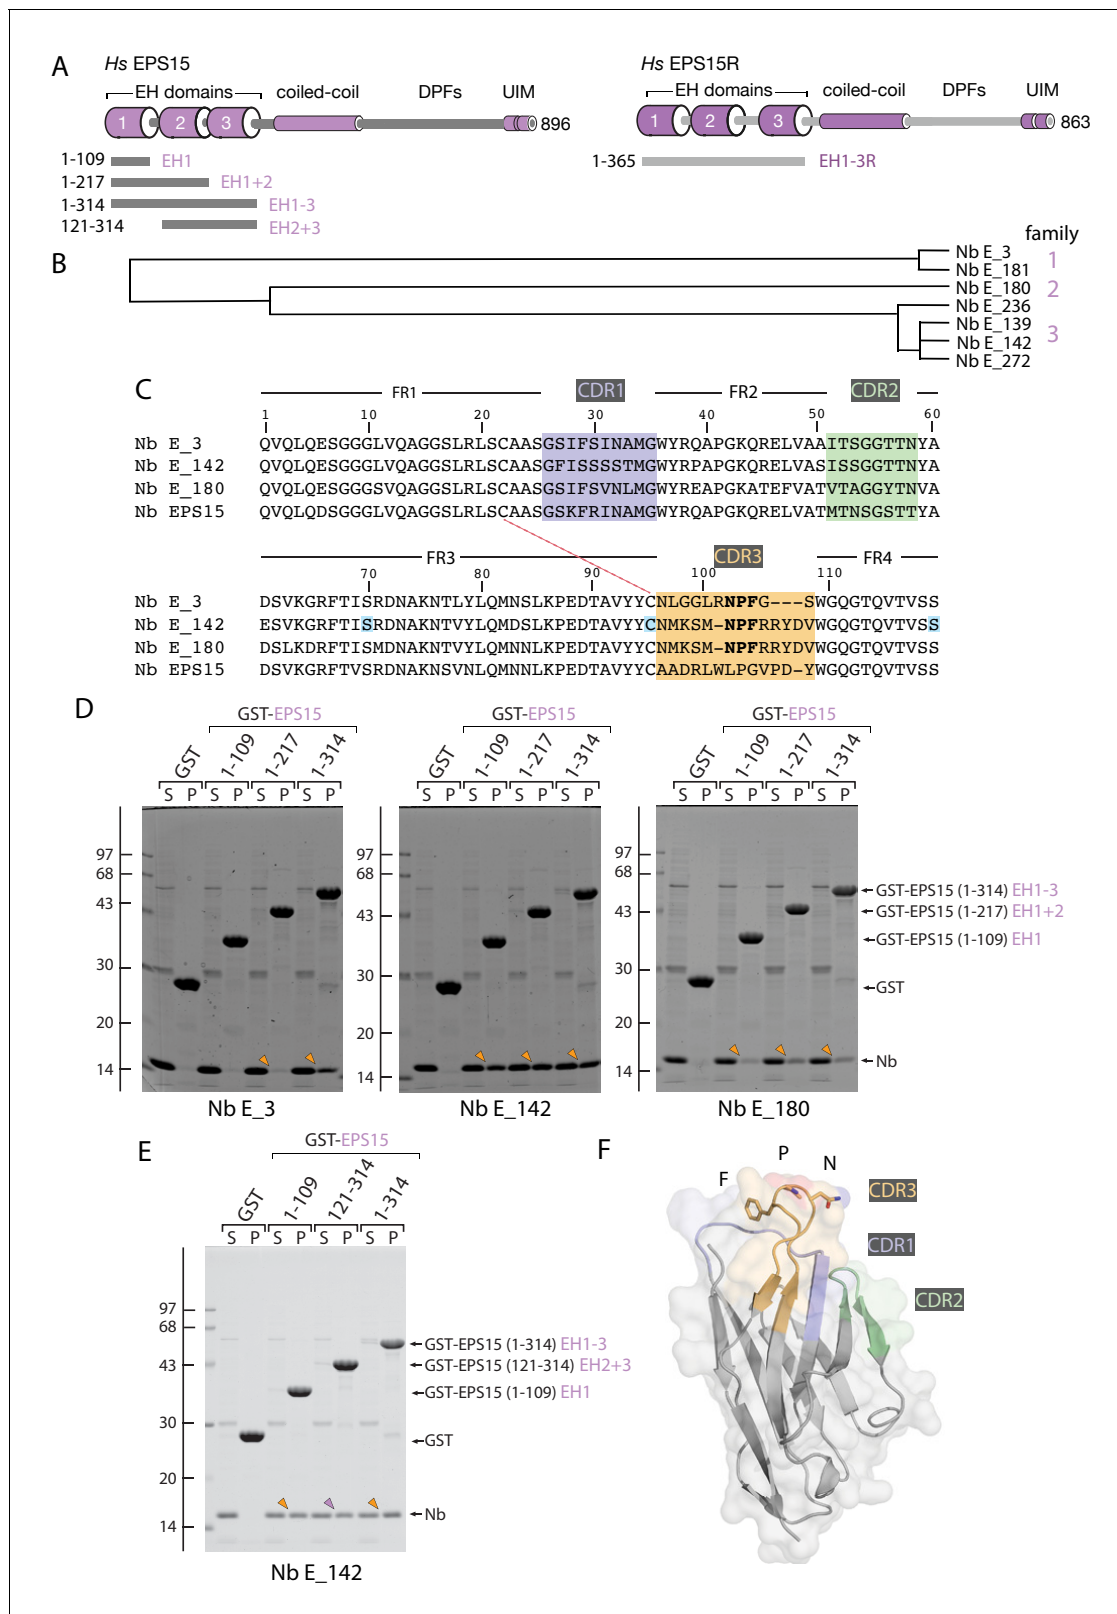 A
Hs EPS15
EH domains
coiled-coil
DPFs
UIM
1
2
3
896
1-109
EH1
1-217
EH1+2
1-314
EH1-3
121-314
EH2+3
Hs EPS15R
EH domains
coiled-coil
DPFs
UIM
1
2
3
863
1-365
EH1-3R
B
family
Nb E_3
Nb E_181
1
Nb E_180
2
Nb E_236
Nb E_139
Nb E_142
Nb E_272
3
C
FR1
CDR1
FR2
CDR2
1 10 20 30 40 50 60
Nb E_3 QVQLQESGGGLVQAGGSLRLSCAASGSIFSINAMGWYRQAPGKQRELVAAITSGGTTNYA
Nb E_142 QVQLQESGGGLVQAGGSLRLSCAASGFISSSSTMGWYRPAPGKQRELVASISSGGTTNYA
Nb E_180 QVQLQESGGGSVQAGGSLRLSCAASGSIFSVNLMGWYREAPGKATEFVATVTAGGYTNVA
Nb EPS15 QVQLQDSGGGLVQAGGSLRLSCAASGSKFRINAMGWYRQAPGKQRELVATMTNSGSTTYA
FR3
CDR3
FR4
70 80 90 100 110
Nb E_3 DSVKGRFTISRDNAKNTLYLQMNSLKPEDTAVYYCNLGGLRNPFG---SWGQGTQVTVSS
Nb E_142 ESVKGRFTISRDNAKNTVYLQMDSLKPEDTAVYYCNMKSM-NPFRRYDVWGQGTQVTVSS
Nb E_180 DSLKDRFTISMDNAKNTVYLQMNNLKPEDTAVYYCNMKSM-NPFRRYDVWGQGTQVTVSS
Nb EPS15 DSVKGRFTVSRDNAKNSVNLQMNSLKPEDTAVYYCAADRLWLPGVPD-YWGQGTQVTVSS
D
GST-EPS15
GST
1-109
1-217
1-314
S P S P S P S P
97
68
43
30
20
14
Nb E_3
GST-EPS15
GST
1-109
1-217
1-314
S P S P S P S P
97
68
43
30
20
14
Nb E_142
GST-EPS15
GST
1-109
1-217
1-314
S P S P S P S P
97
68
43
30
20
14
Nb E_180
GST-EPS15 (1-314) EH1-3
GST-EPS15 (1-217) EH1+2
GST-EPS15 (1-109) EH1
GST
Nb
E
GST-EPS15
GST
1-109
121-314
1-314
S P S P S P S P
97
68
43
30
20
14
GST-EPS15 (1-314) EH1-3
GST-EPS15 (121-314) EH2+3
GST-EPS15 (1-109) EH1
GST
Nb
Nb E_142
F
F
P
N
CDR3
CDR1
CDR2